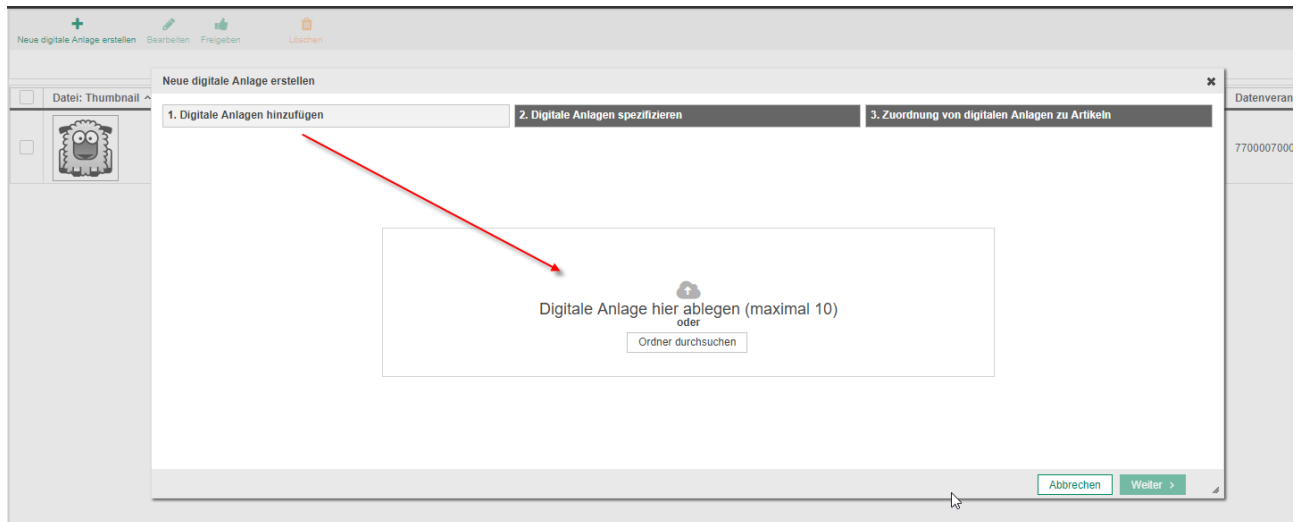 Neue digitale Anlage erstellen Bearbeiten Freigeben Löschen
Neue digitale Anlage erstellen
Datei: Thumbnail
Datenveran
1. Digitale Anlagen hinzufügen 2. Digitale Anlagen spezifizieren 3. Zuordnung von digitalen Anlagen zu Artikeln
7700007000
Digitale Anlage hier ablegen (maximal 10)
oder
Ordner durchsuchen
Abbrechen Weiter >